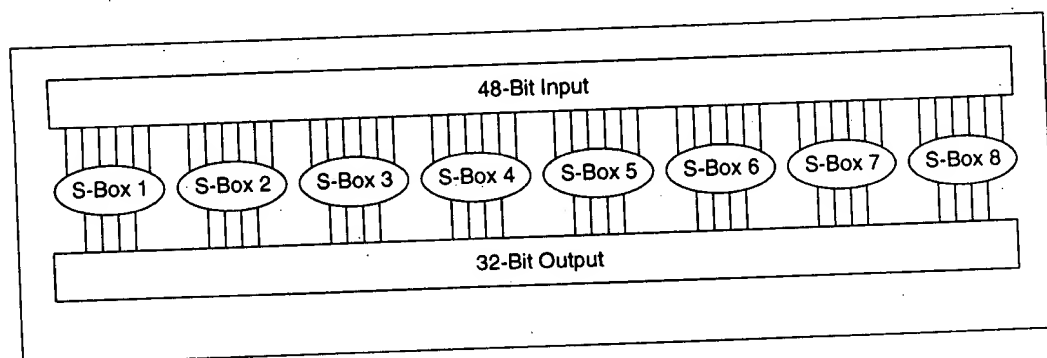 48-Bit Input
S-Box 1 S-Box 2 S-Box 3 S-Box 4 S-Box 5 S-Box 6 S-Box 7 S-Box 8
32-Bit Output